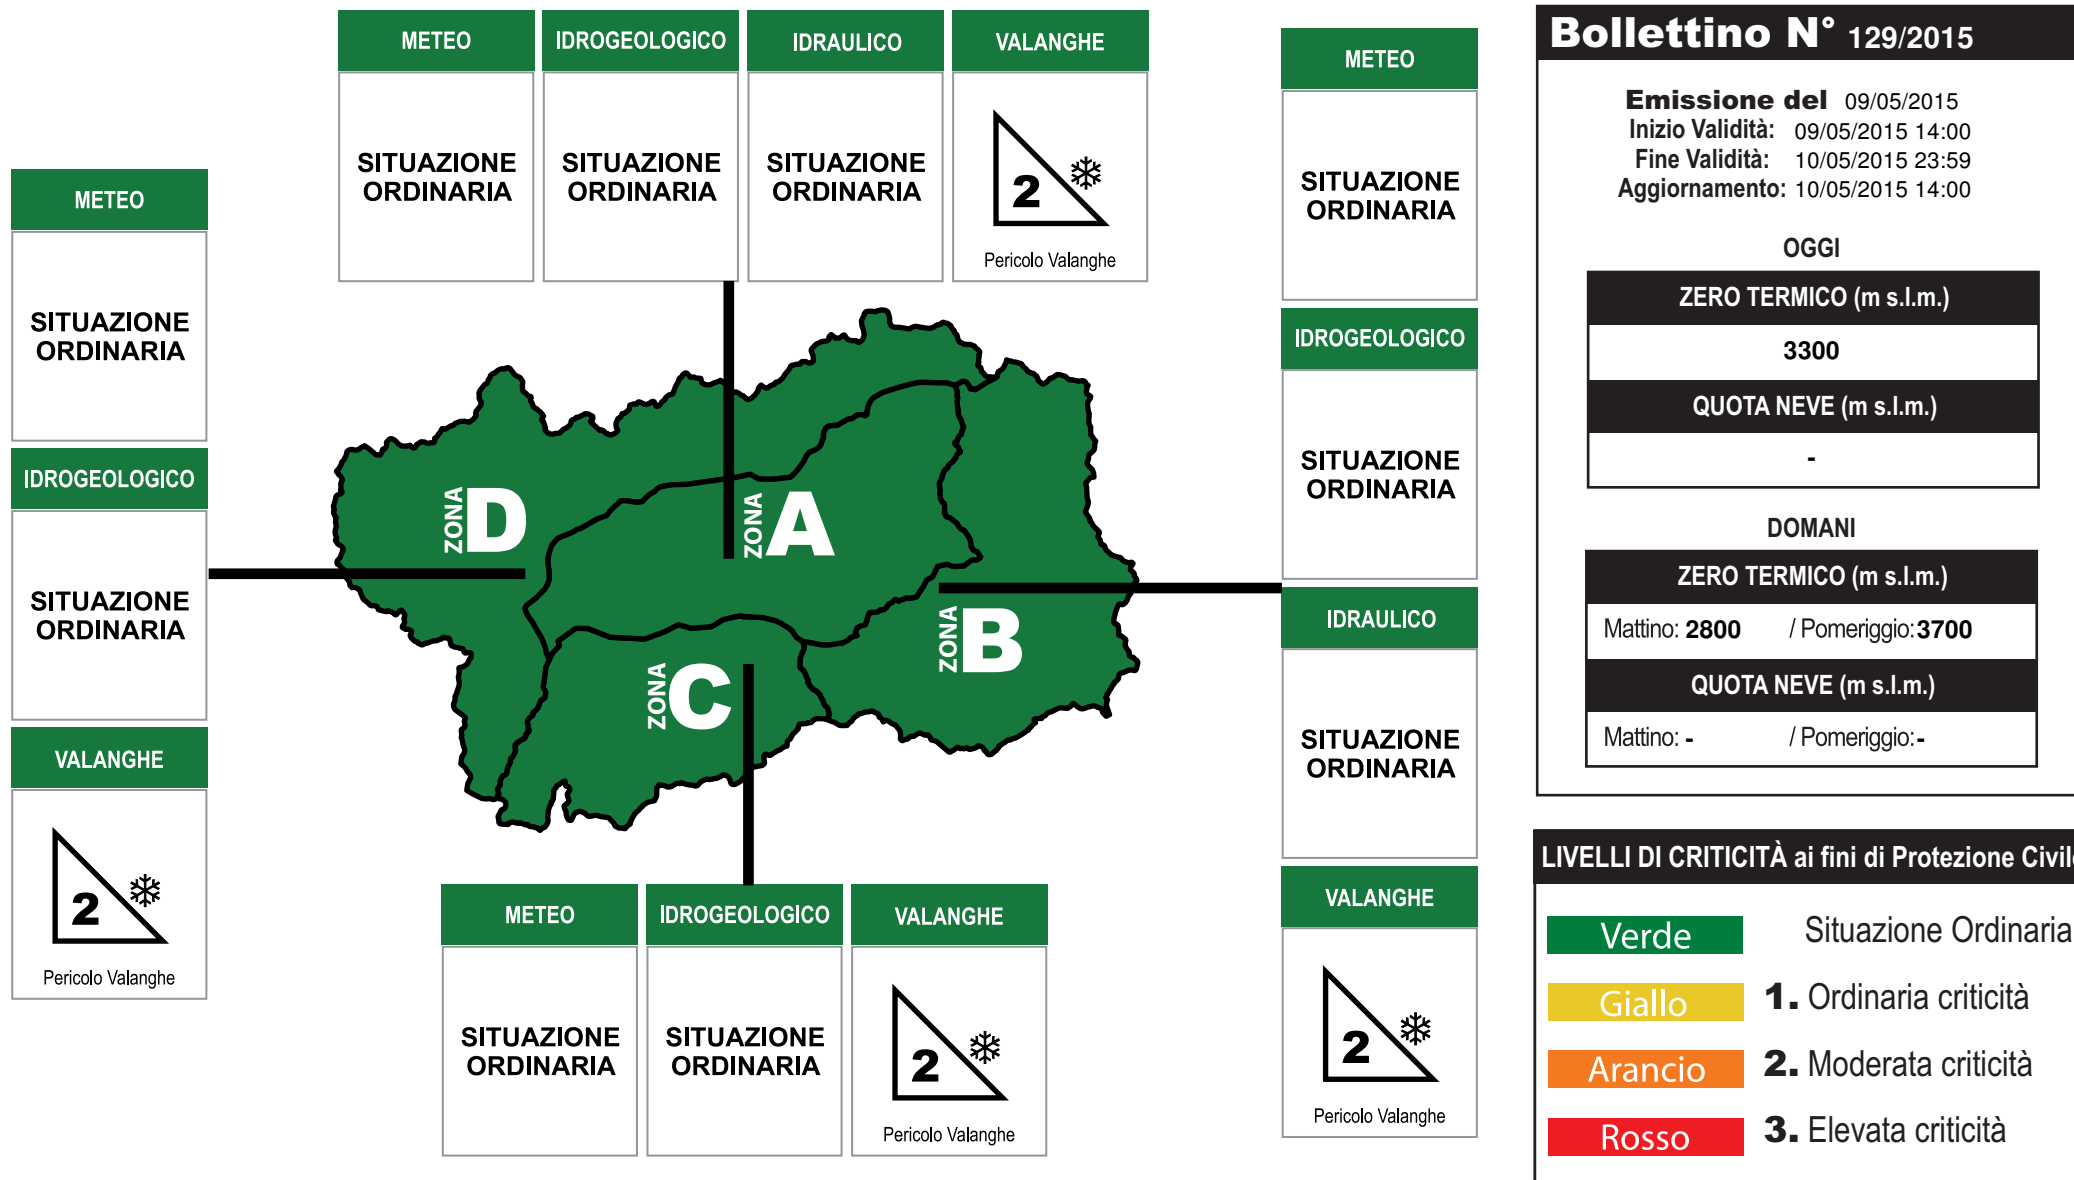 METEO
SITUAZIONE
ORDINARIA
IDROGEOLOGICO
SITUAZIONE
ORDINARIA
IDRAULICO
SITUAZIONE
ORDINARIA
VALANGHE
2
Pericolo Valanghe
METEO
SITUAZIONE
ORDINARIA
IDROGEOLOGICO
SITUAZIONE
ORDINARIA
VALANGHE
2
Pericolo Valanghe
ZONA D
ZONA A
ZONA B
ZONA C
METEO
SITUAZIONE
ORDINARIA
IDROGEOLOGICO
SITUAZIONE
ORDINARIA
VALANGHE
2
Pericolo Valanghe
METEO
SITUAZIONE
ORDINARIA
IDROGEOLOGICO
SITUAZIONE
ORDINARIA
IDRAULICO
SITUAZIONE
ORDINARIA
VALANGHE
2
Pericolo Valanghe
Bollettino N° 129/2015
Emissione del 09/05/2015
Inizio Validità: 09/05/2015 14:00
Fine Validità: 10/05/2015 23:59
Aggiornamento: 10/05/2015 14:00
OGGI
ZERO TERMICO (m s.l.m.)
3300
QUOTA NEVE (m s.l.m.)
-
DOMANI
ZERO TERMICO (m s.l.m.)
Mattino: 2800 / Pomeriggio: 3700
QUOTA NEVE (m s.l.m.)
Mattino: - / Pomeriggio: -
LIVELLI DI CRITICITÀ ai fini di Protezione Civile
Verde Situazione Ordinaria
Giallo 1. Ordinaria criticità
Arancio 2. Moderata criticità
Rosso 3. Elevata criticità